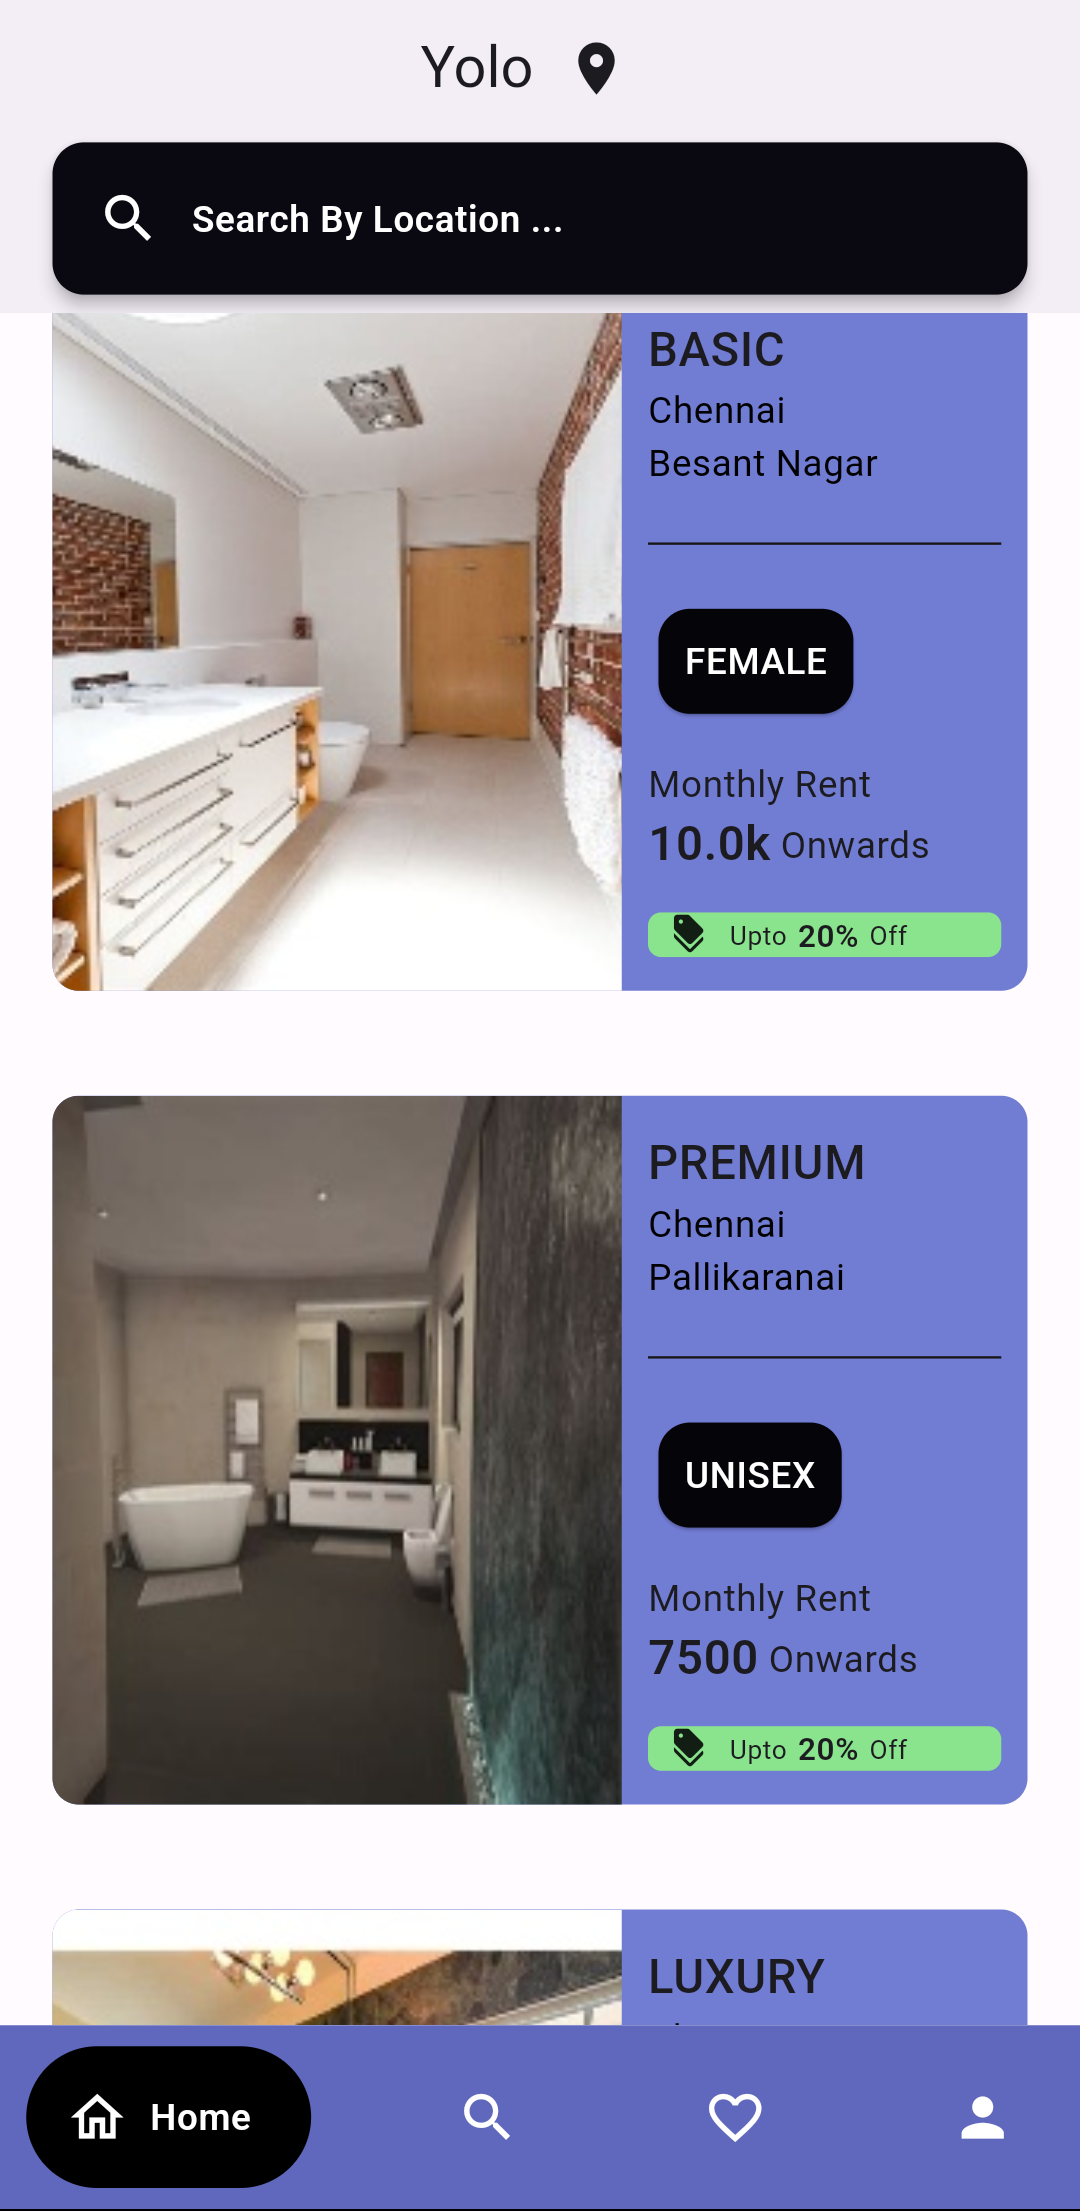 Yolo
Search By Location ...
BASIC
Chennai
Besant Nagar
FEMALE
Monthly Rent
10.0k Onwards
Upto 20% Off
PREMIUM
Chennai
Pallikaranai
UNISEX
Monthly Rent
7500 Onwards
Upto 20% Off
LUXURY
Home